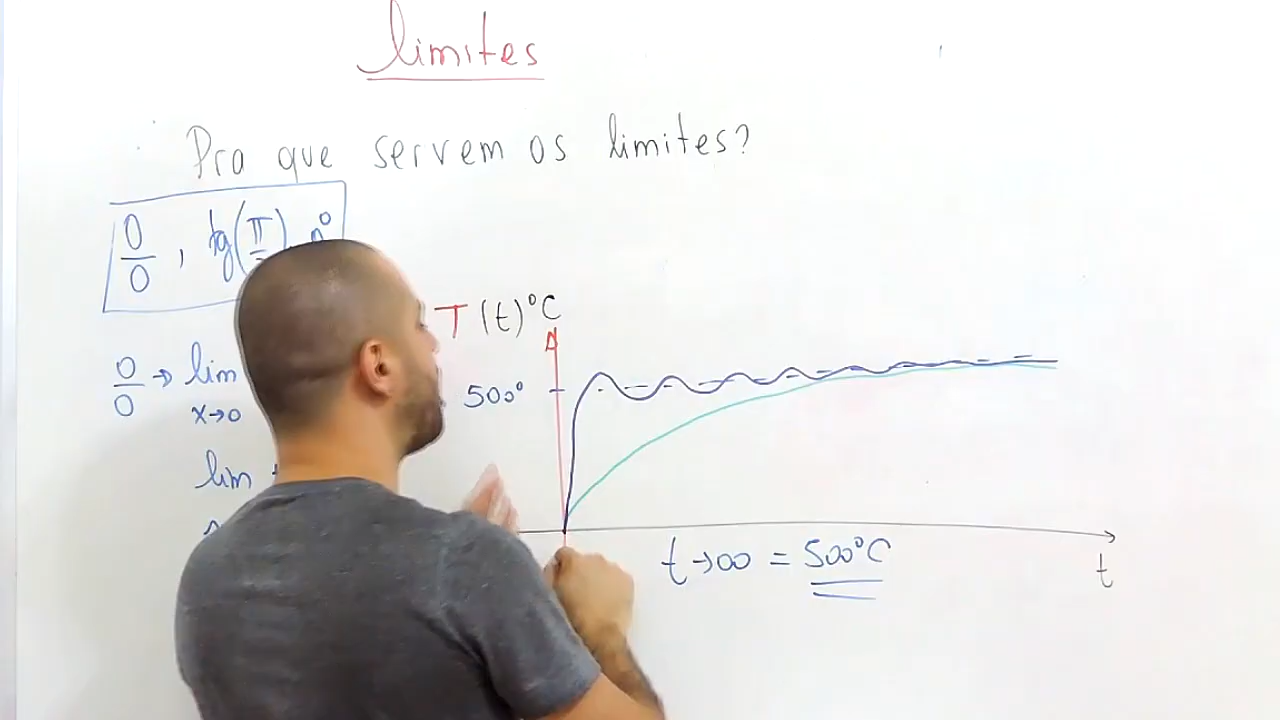 limites
Pra que servem os limites?
0/0 , tg(π
T (t) °C
0/0 → lim
x→0
500°
lim
t→∞ = 500°C
t